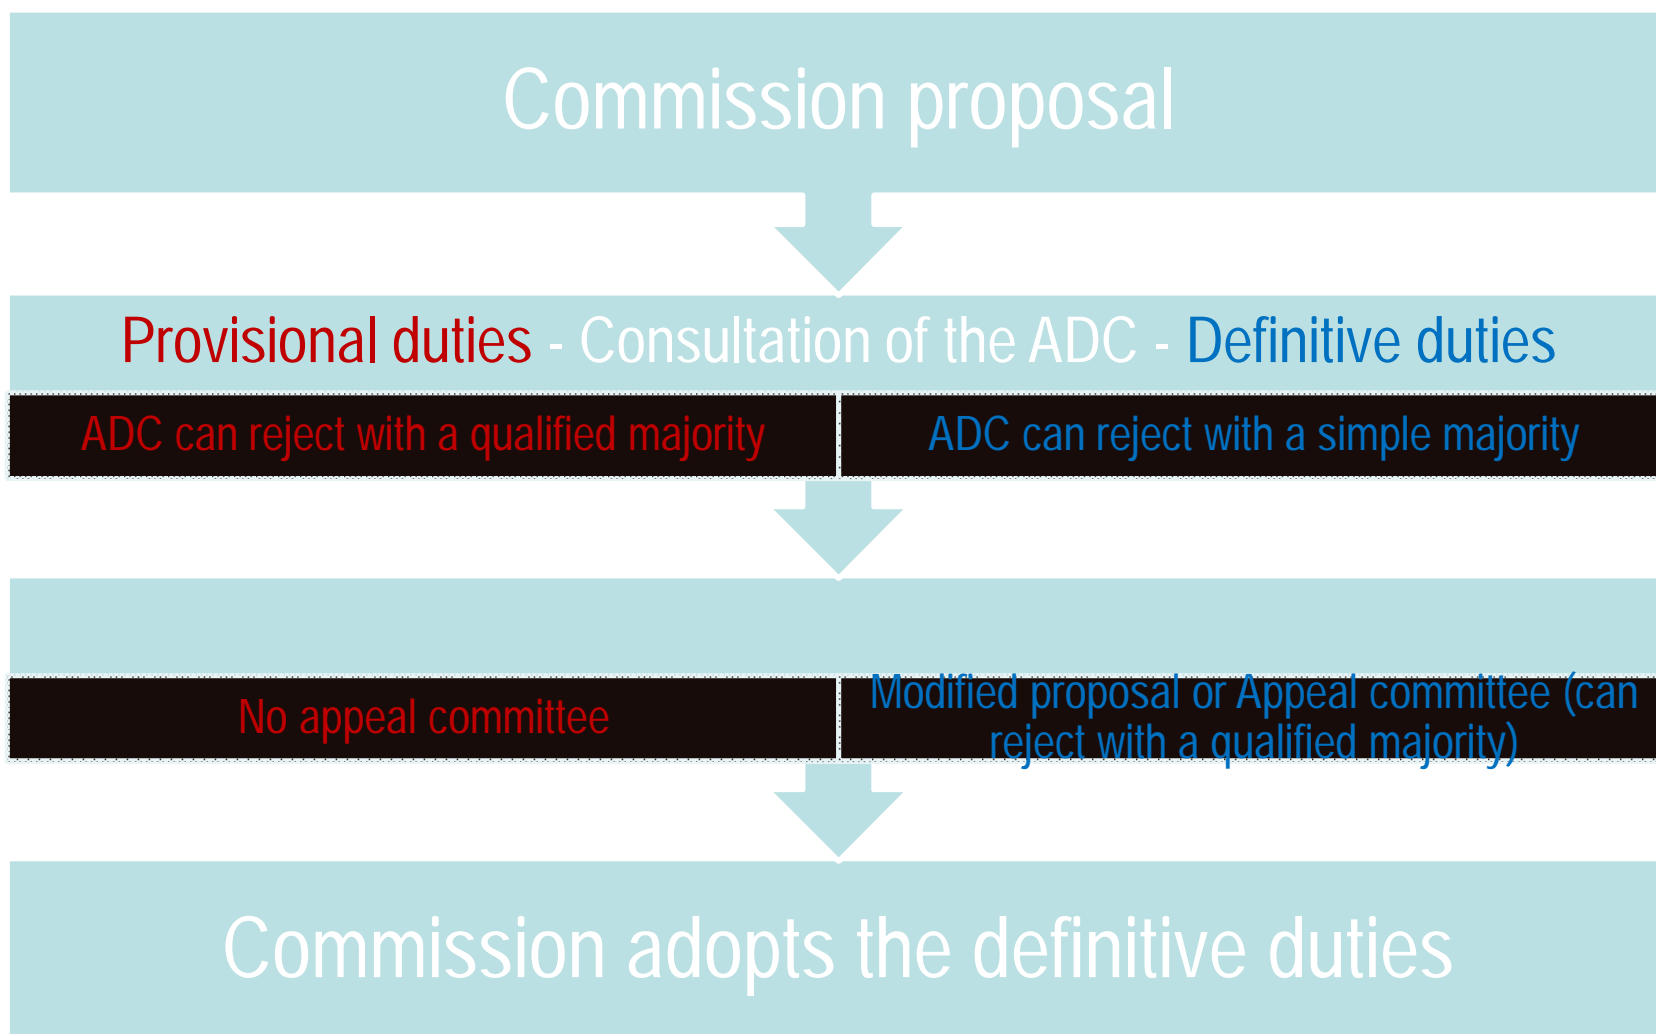 Commission proposal
Provisional duties - Consultation of the ADC - Definitive duties
ADC can reject with a qualified majority
ADC can reject with a simple majority
No appeal committee
Modified proposal or Appeal committee (can
reject with a qualified majority)
Commission adopts the definitive duties